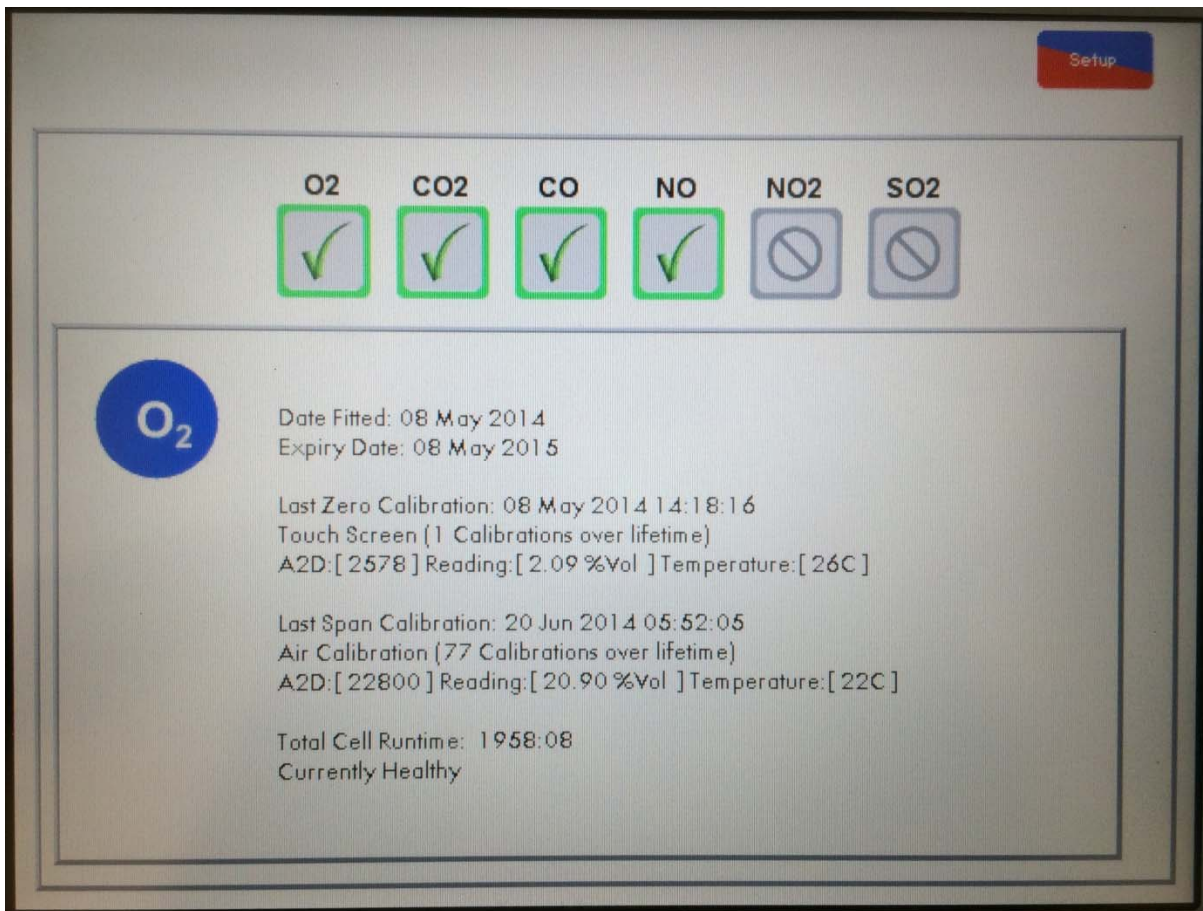 Setup
O2 CO2 CO NO NO2 SO2
O2
Date Fitted: 08 May 2014
Expiry Date: 08 May 2015
Last Zero Calibration: 08 May 2014 14:18:16
Touch Screen (1 Calibrations over lifetime)
A2D:[ 2578 ] Reading:[ 2.09 %Vol ] Temperature:[ 26C ]
Last Span Calibration: 20 Jun 2014 05:52:05
Air Calibration (77 Calibrations over lifetime)
A2D:[ 22800 ] Reading:[ 20.90 %Vol ] Temperature:[ 22C ]
Total Cell Runtime: 1958:08
Currently Healthy